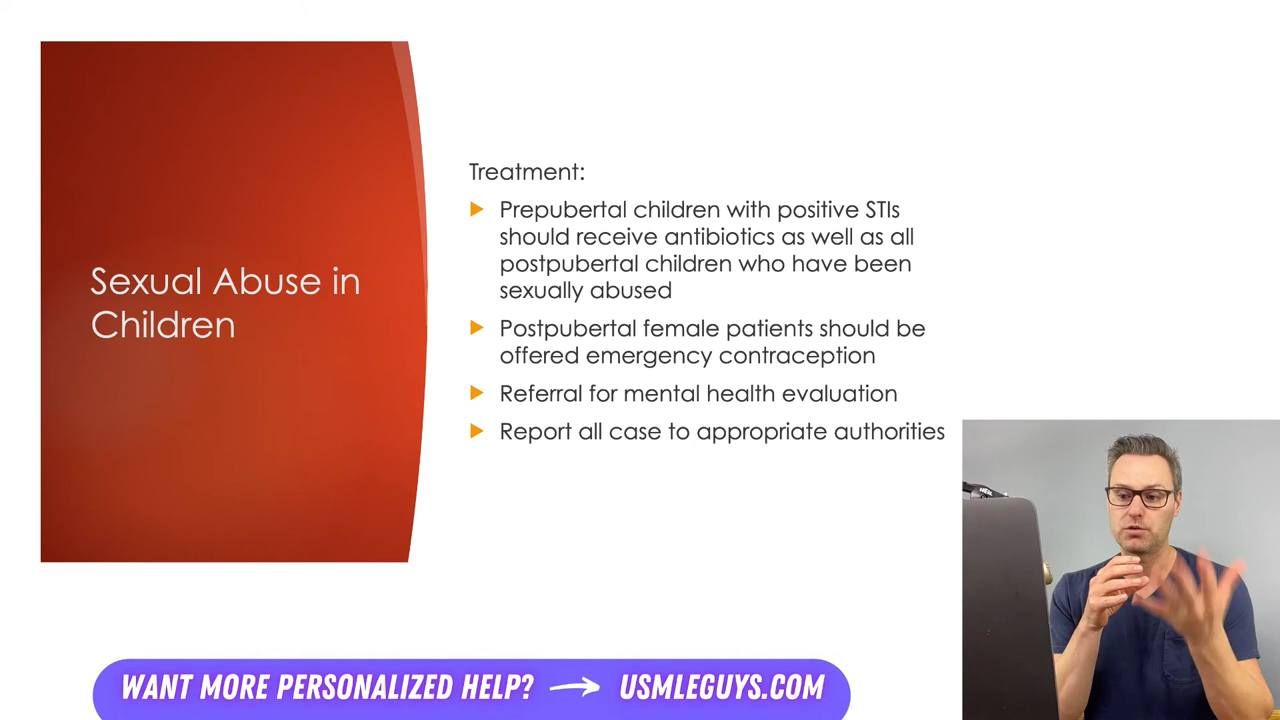 Sexual Abuse in
Children
Treatment:
Prepubertal children with positive STIs
should receive antibiotics as well as all
postpubertal children who have been
sexually abused
Postpubertal female patients should be
offered emergency contraception
Referral for mental health evaluation
Report all case to appropriate authorities
WANT MORE PERSONALIZED HELP? → USMLEGUYS.COM